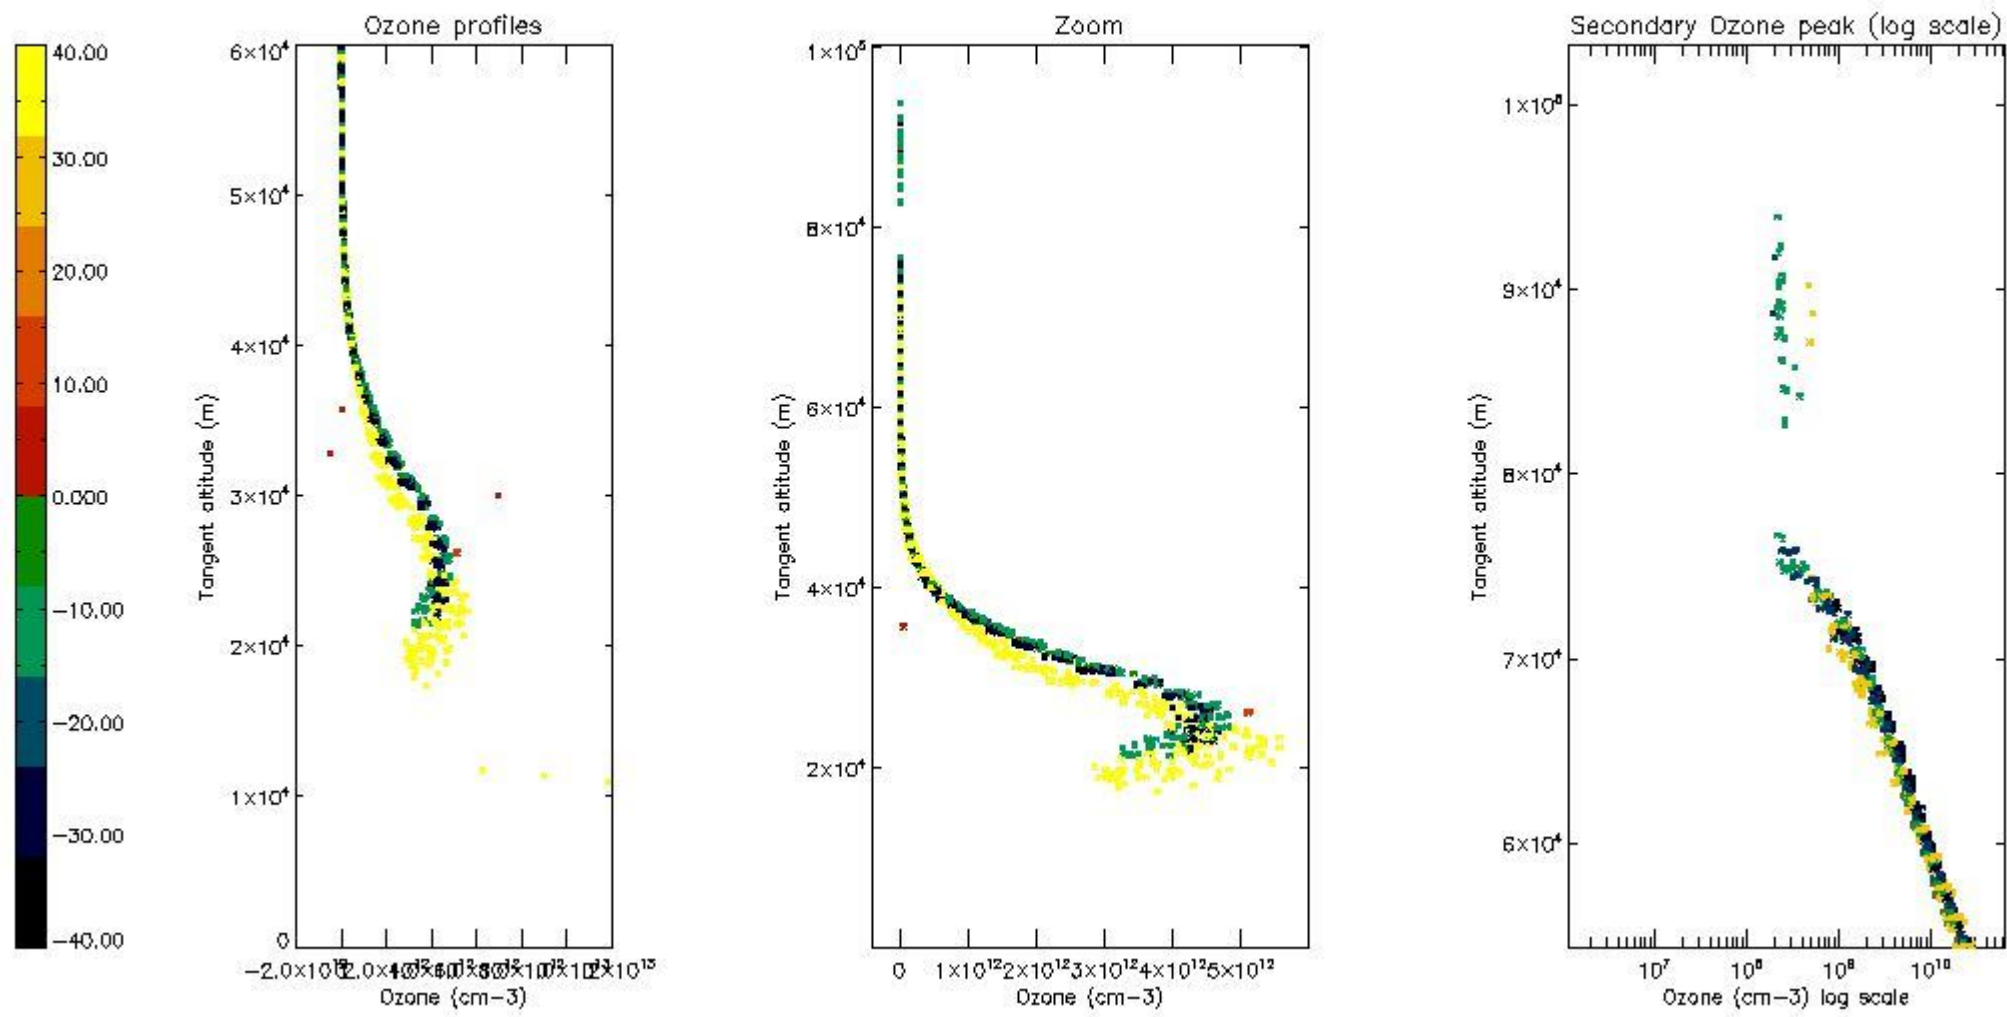 Ozone profiles
Zoom
Secondary Ozone peak (log scale)
40.00
30.00
20.00
10.00
0.000
−10.00
−20.00
−30.00
−40.00
6×10⁴
5×10⁴
4×10⁴
3×10⁴
2×10⁴
1×10⁴
0
Tangent altitude (m)
Ozone (cm−3)
1×10⁵
8×10⁴
6×10⁴
4×10⁴
2×10⁴
Tangent altitude (m)
0 1×10¹² 2×10¹² 3×10¹² 4×10¹² 5×10¹²
Ozone (cm−3)
9×10⁴
8×10⁴
7×10⁴
6×10⁴
Tangent altitude (m)
10⁷ 10⁸ 10⁹ 10¹⁰
Ozone (cm−3) log scale